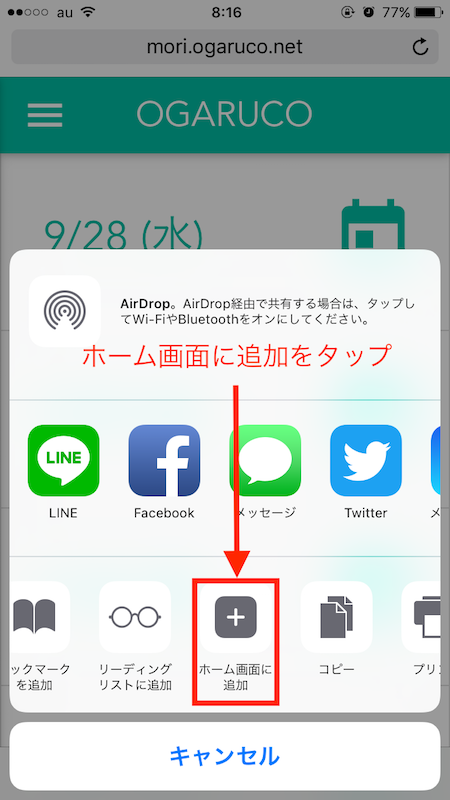 au 8:16 77%
mori.ogaruco.net
OGARUCO
9/28 (水)
AirDrop。AirDrop経由で共有する場合は、タップし
てWi-FiやBluetoothをオンにしてください。
ホーム画面に追加をタップ
LINE
LINE Facebook メッセージ Twitter メ
ックマーク リーディング ホーム画面に コピー プリン
を追加 リストに追加 追加
キャンセル